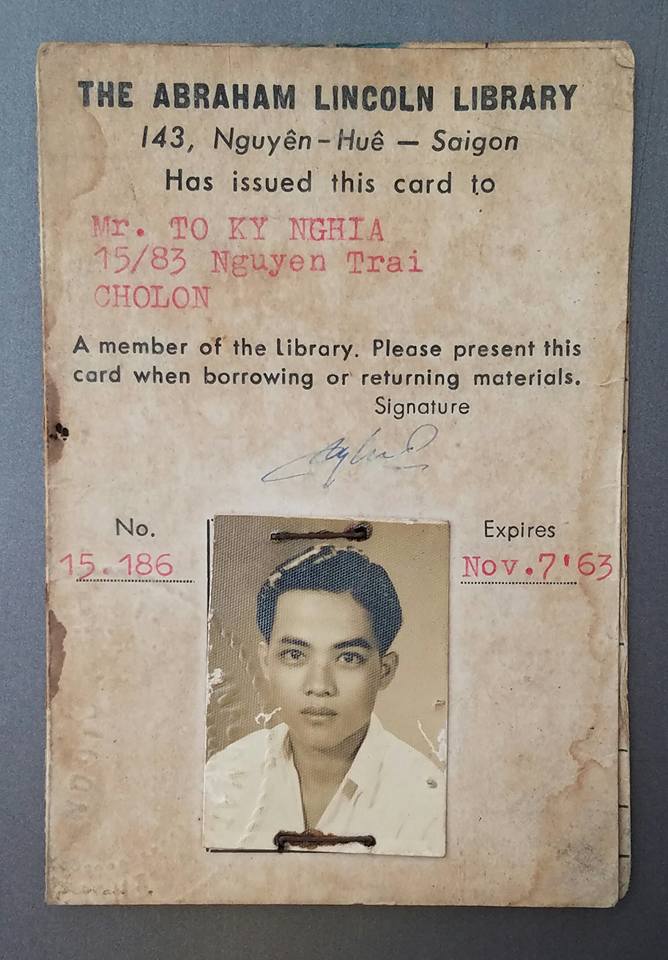 THE ABRAHAM LINCOLN LIBRARY
143, Nguyên-Huê — Saigon
Has issued this card to
Mr. TO KY NGHIA
15/83 Nguyen Trai
CHOLON
A member of the Library. Please present this
card when borrowing or returning materials.
Signature
No.
15.186
Expires
Nov.7'63